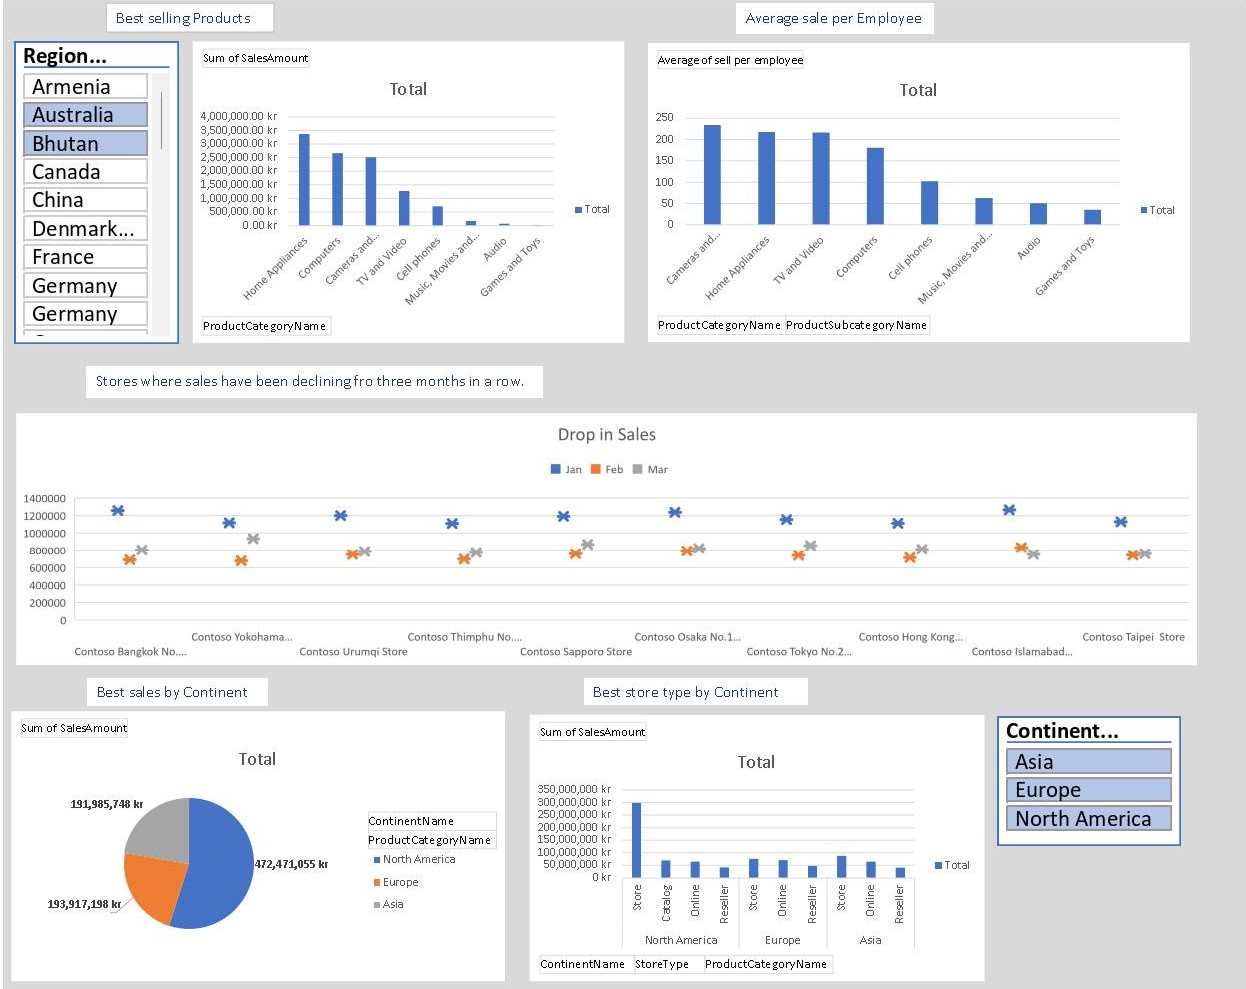 Best selling Products
Average sale per Employee
Region...
Armenia
Australia
Bhutan
Canada
China
Denmark...
France
Germany
Germany
Sum of SalesAmount
Total
4,000,000.00 kr
3,500,000.00 kr
3,000,000.00 kr
2,500,000.00 kr
2,000,000.00 kr
1,500,000.00 kr
1,000,000.00 kr
500,000.00 kr
0.00 kr
Home Appliances
Computers
Cameras and...
TV and Video
Cell phones
Music, Movies and...
Audio
Games and Toys
Total
ProductCategoryName
Average of sell per employee
Total
250
200
150
100
50
0
Cameras and...
Home Appliances
TV and Video
Computers
Cell phones
Music, Movies and...
Audio
Games and Toys
Total
ProductCategoryName ProductSubcategoryName
Stores where sales have been declining fro three months in a row.
Drop in Sales
Jan Feb Mar
1400000
1200000
1000000
800000
600000
400000
200000
0
Contoso Bangkok No....
Contoso Yokohama...
Contoso Urumqi Store
Contoso Thimphu No....
Contoso Sapporo Store
Contoso Osaka No.1...
Contoso Tokyo No.2...
Contoso Hong Kong...
Contoso Islamabad...
Contoso Taipei Store
Best sales by Continent
Best store type by Continent
Sum of SalesAmount
Total
191,985,748 kr
472,471,055 kr
193,917,198 kr
ContinentName
ProductCategoryName
North America
Europe
Asia
Sum of SalesAmount
Total
350,000,000 kr
300,000,000 kr
250,000,000 kr
200,000,000 kr
150,000,000 kr
100,000,000 kr
50,000,000 kr
0 kr
Store
Catalog
Online
Reseller
Store
Online
Reseller
Store
Online
Reseller
North America
Europe
Asia
Total
ContinentName StoreType ProductCategoryName
Continent...
Asia
Europe
North America